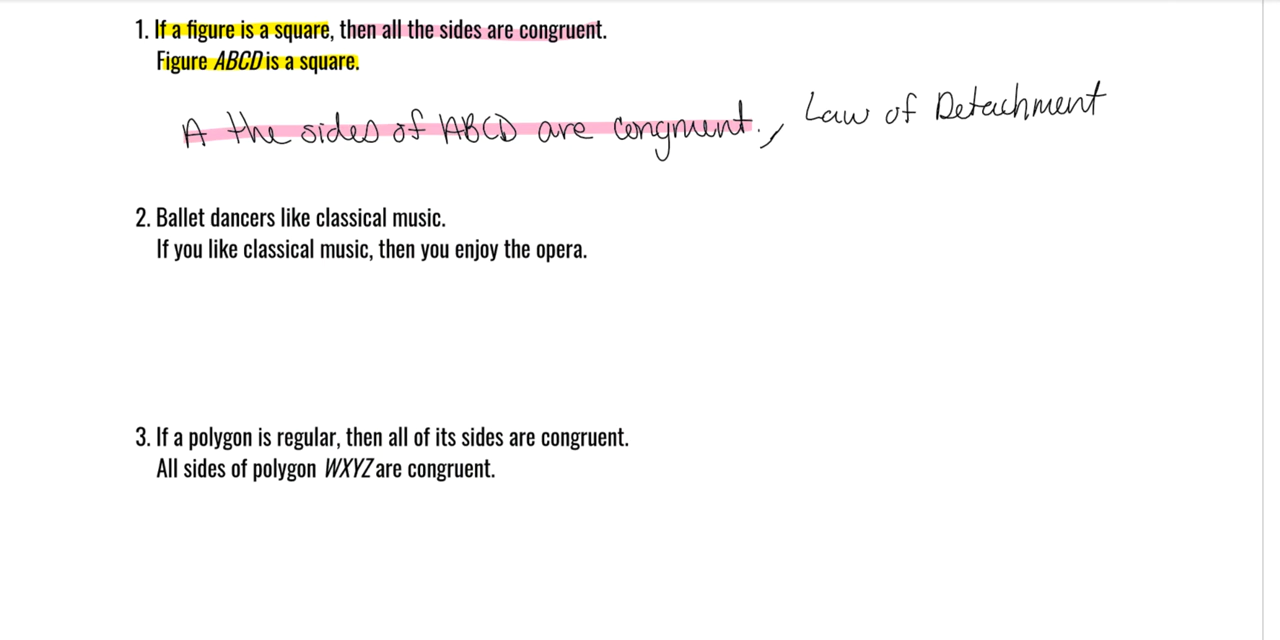 1. If a figure is a square, then all the sides are congruent.
Figure ABCD is a square.
A the sides of ABCD are congruent., Law of Detachment
2. Ballet dancers like classical music.
If you like classical music, then you enjoy the opera.
3. If a polygon is regular, then all of its sides are congruent.
All sides of polygon WXYZ are congruent.